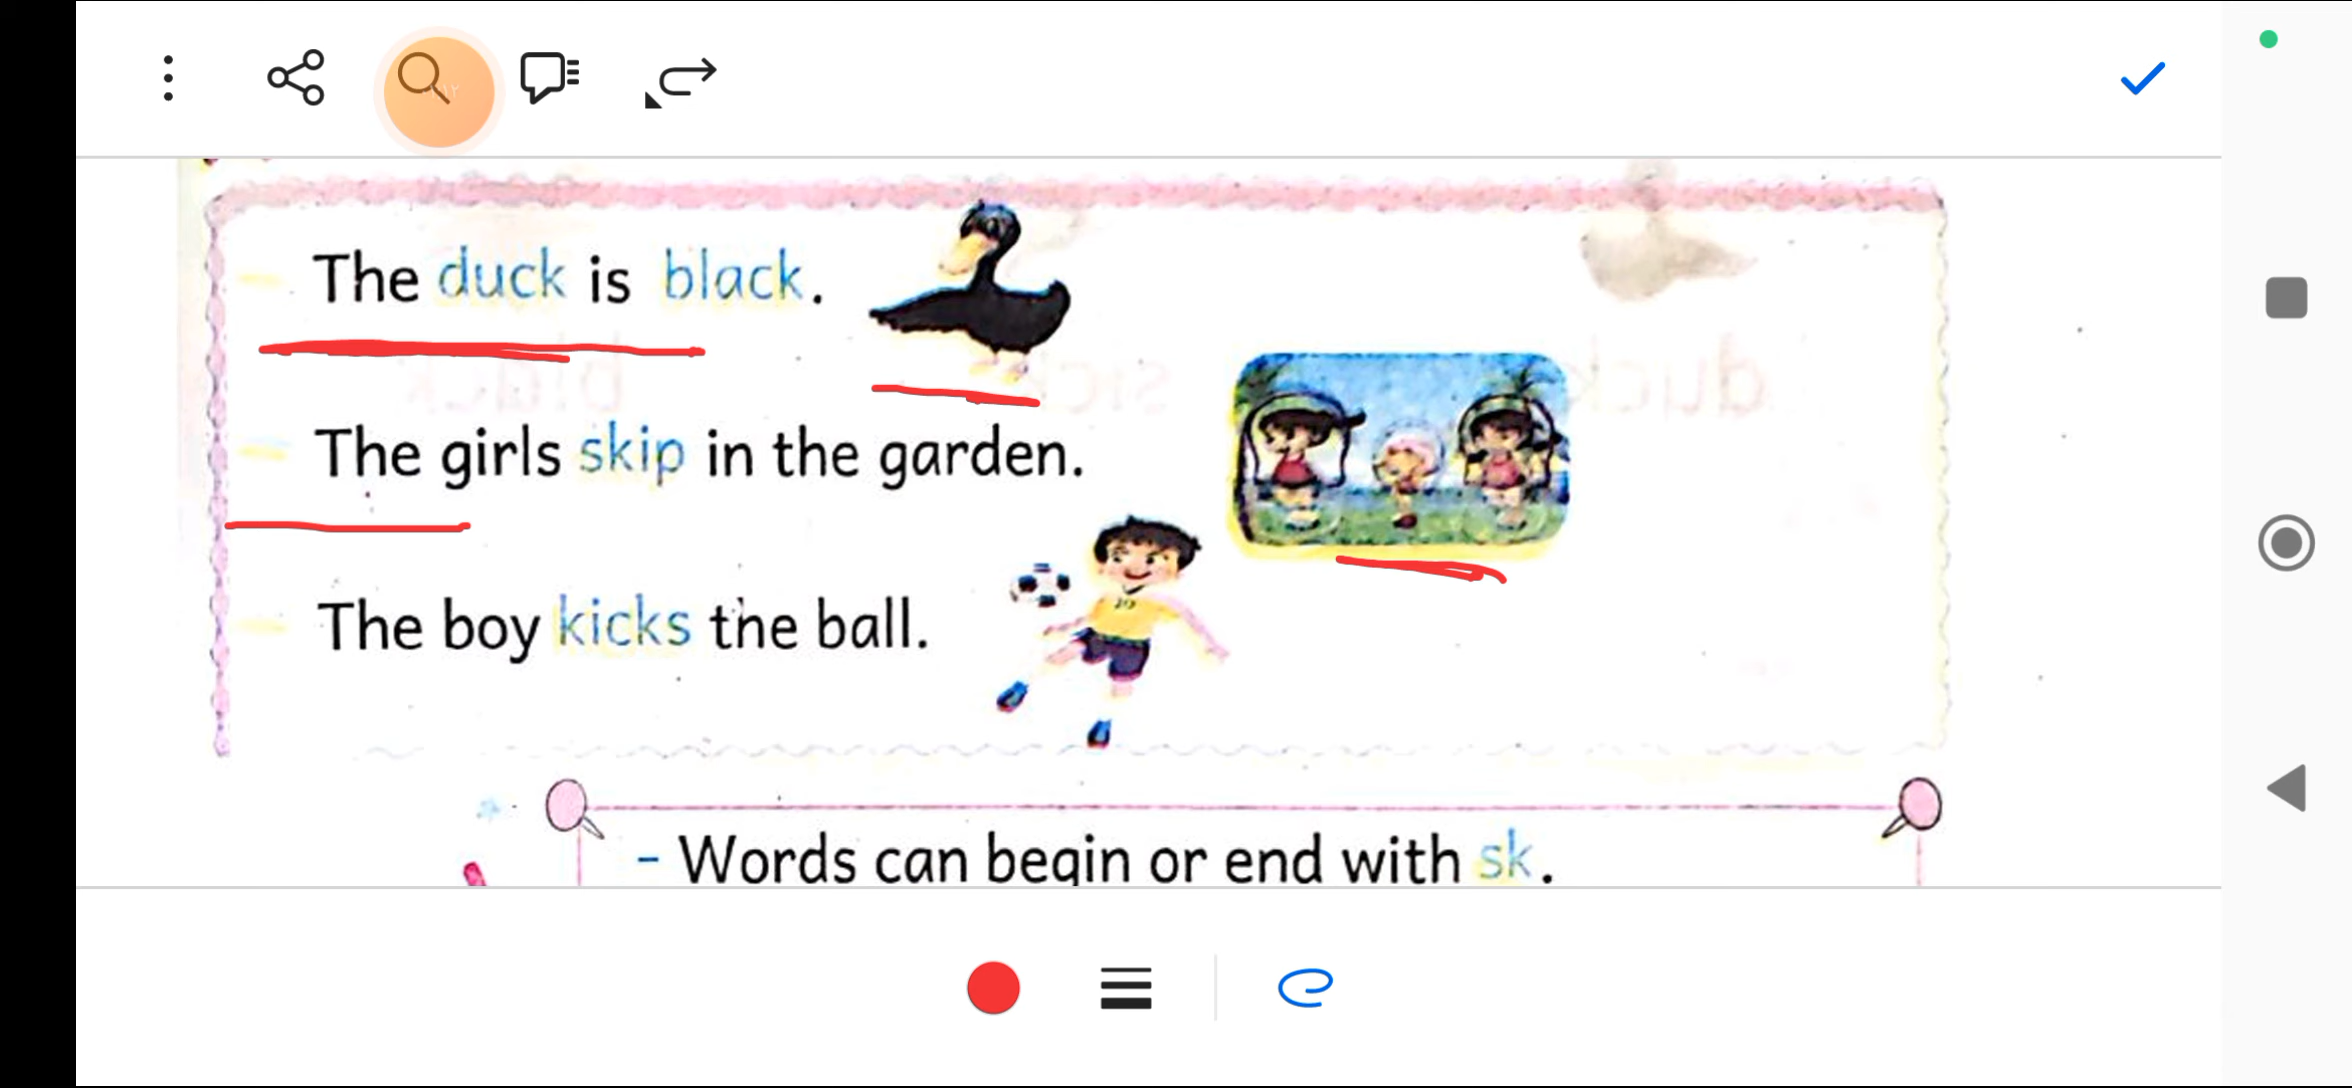 The duck is black.
The girls skip in the garden.
The boy kicks the ball.
- Words can begin or end with sk.